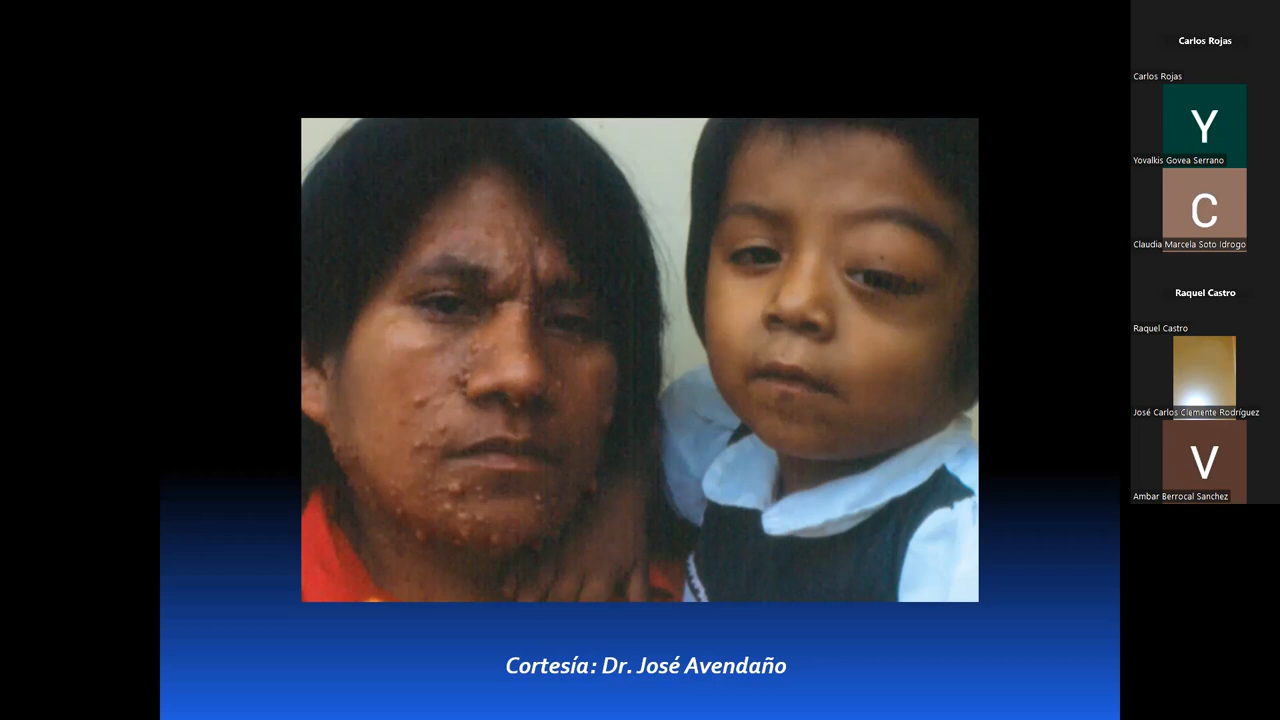 Cortesía: Dr. José Avendaño
Carlos Rojas
Carlos Rojas
Y
Yovalkis Govea Serrano
C
Claudia Marcela Soto Idrogo
Raquel Castro
Raquel Castro
José Carlos Clemente Rodríguez
V
Ambar Berrocal Sanchez